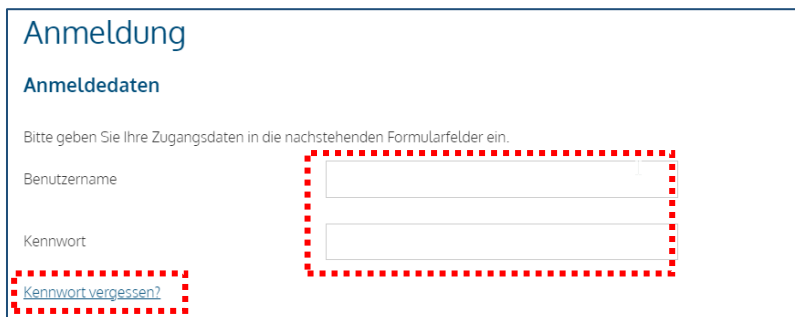 Anmeldung
Anmeldedaten
Bitte geben Sie Ihre Zugangsdaten in die nachstehenden Formularfelder ein.
Benutzername
Kennwort
Kennwort vergessen?